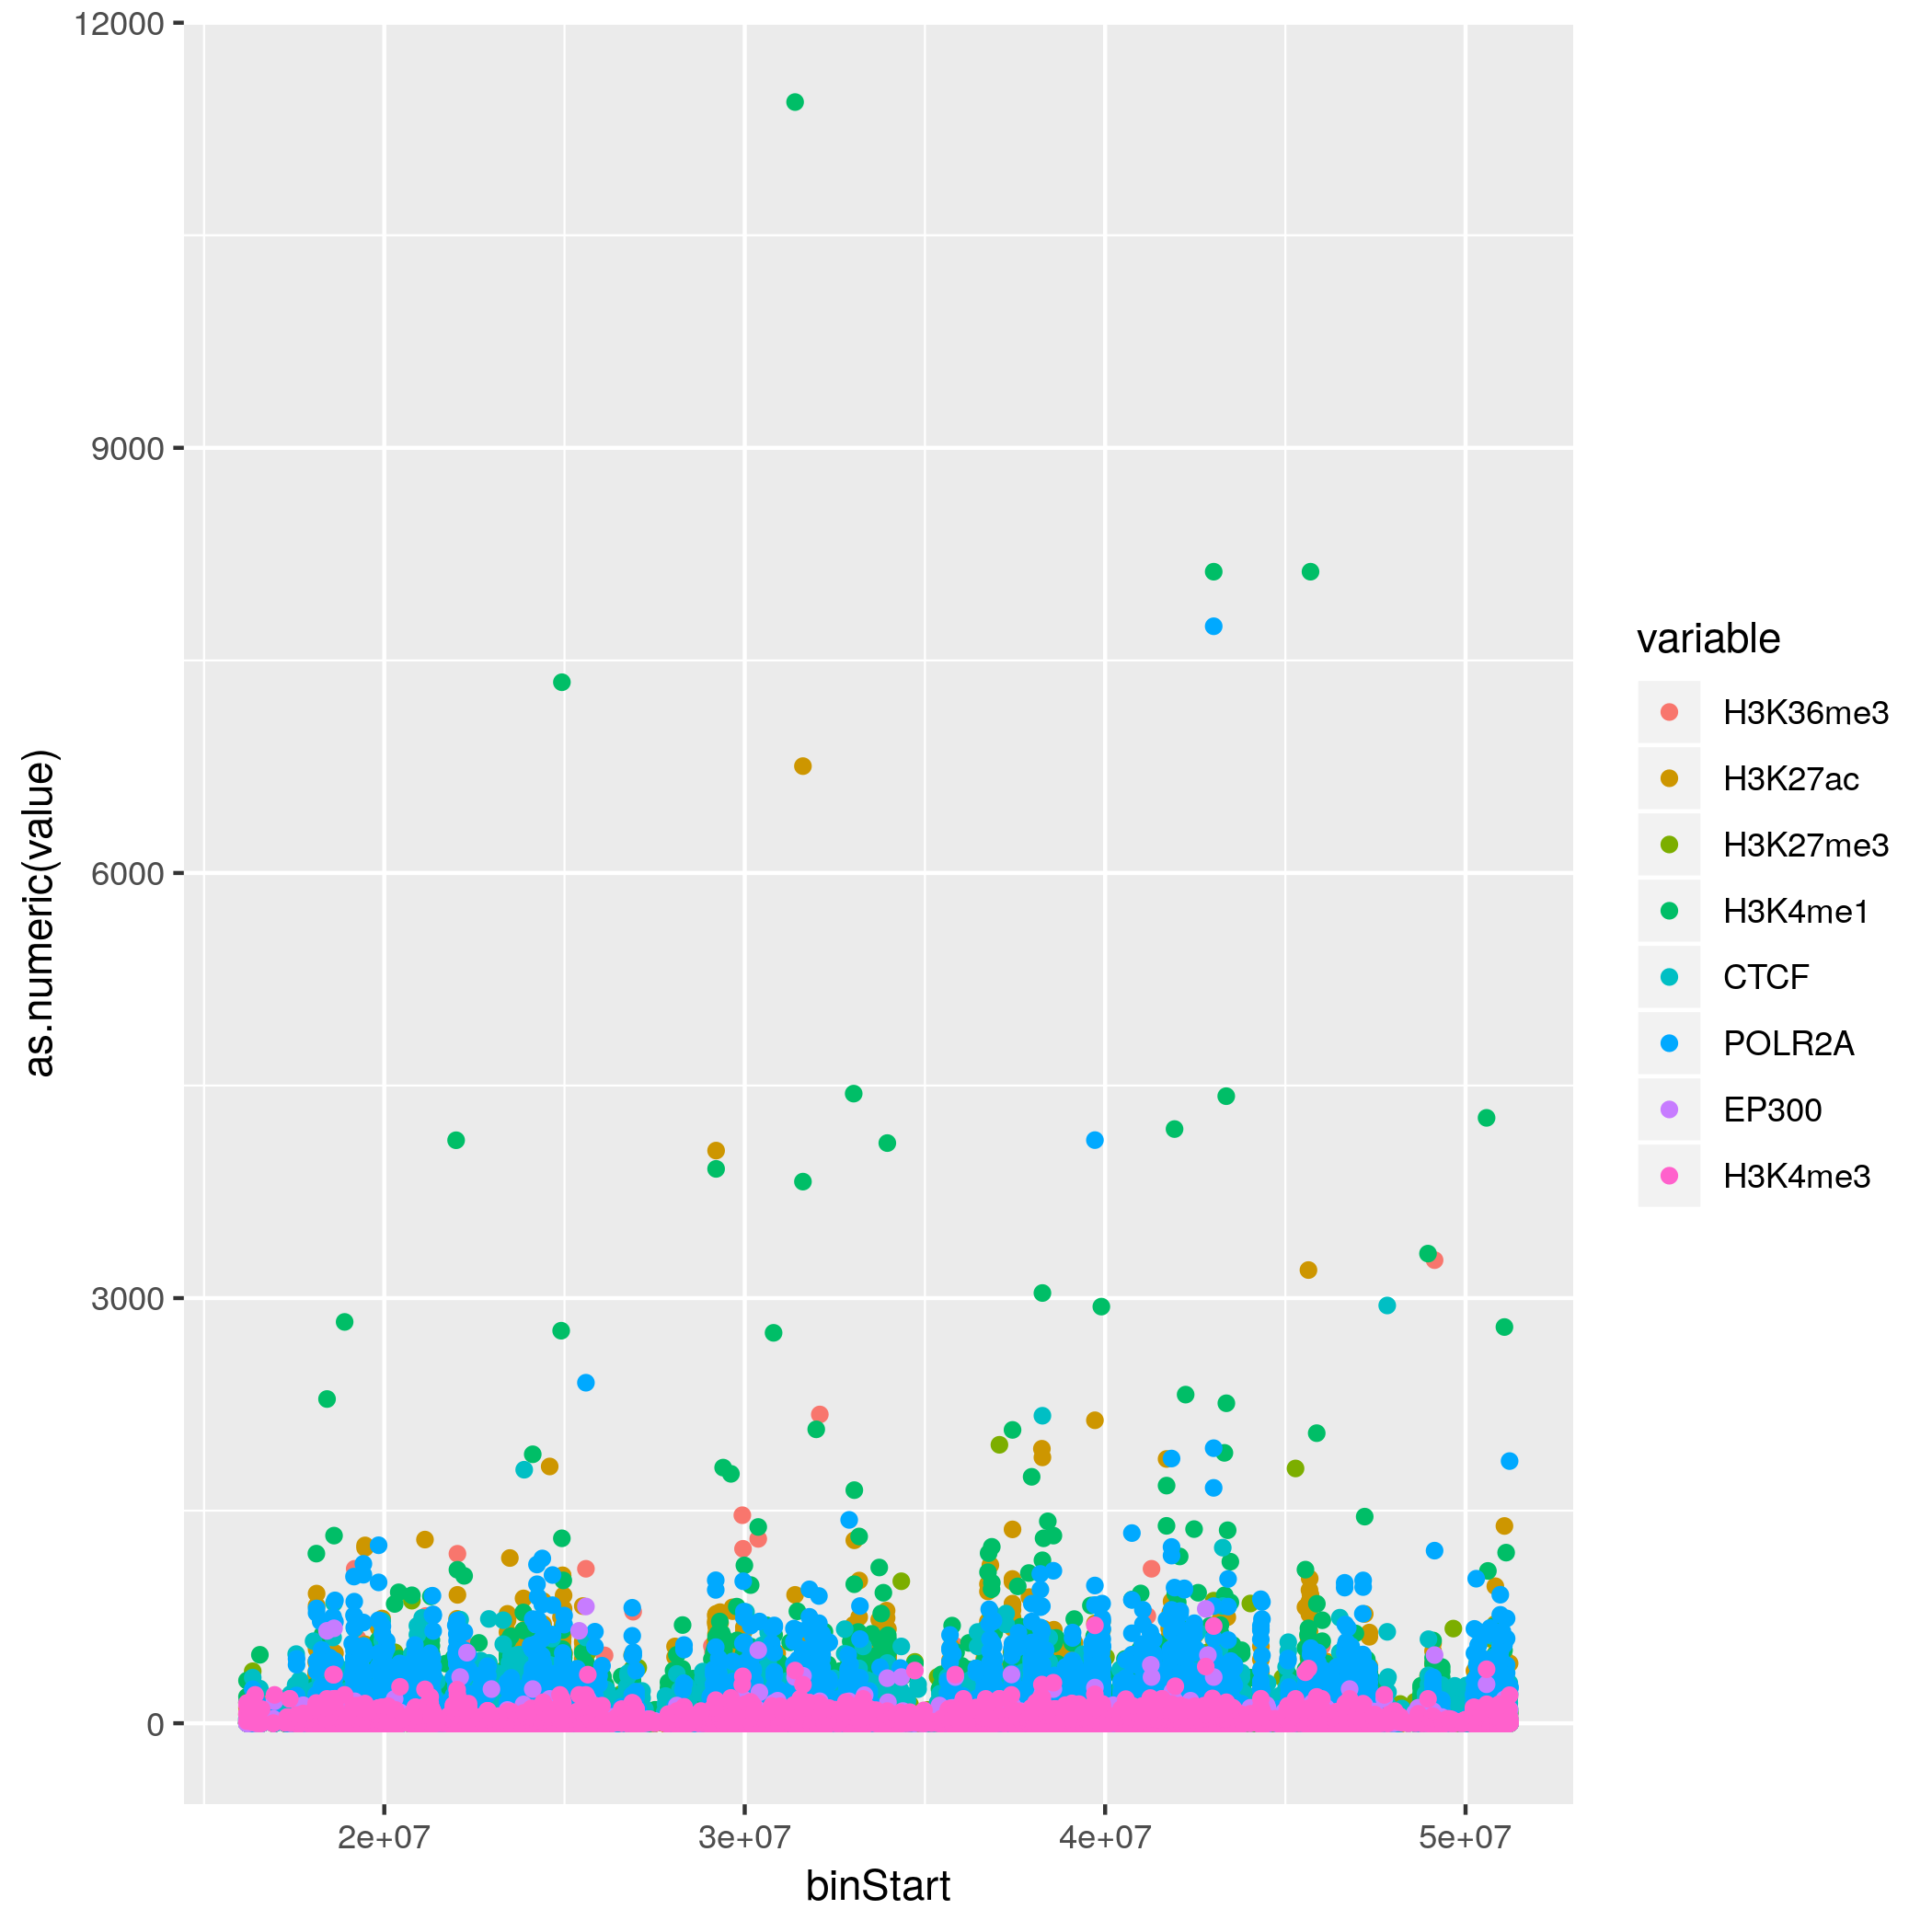 12000
9000
6000
3000
0
as.numeric(value)
2e+07
3e+07
4e+07
5e+07
binStart
variable
H3K36me3
H3K27ac
H3K27me3
H3K4me1
CTCF
POLR2A
EP300
H3K4me3